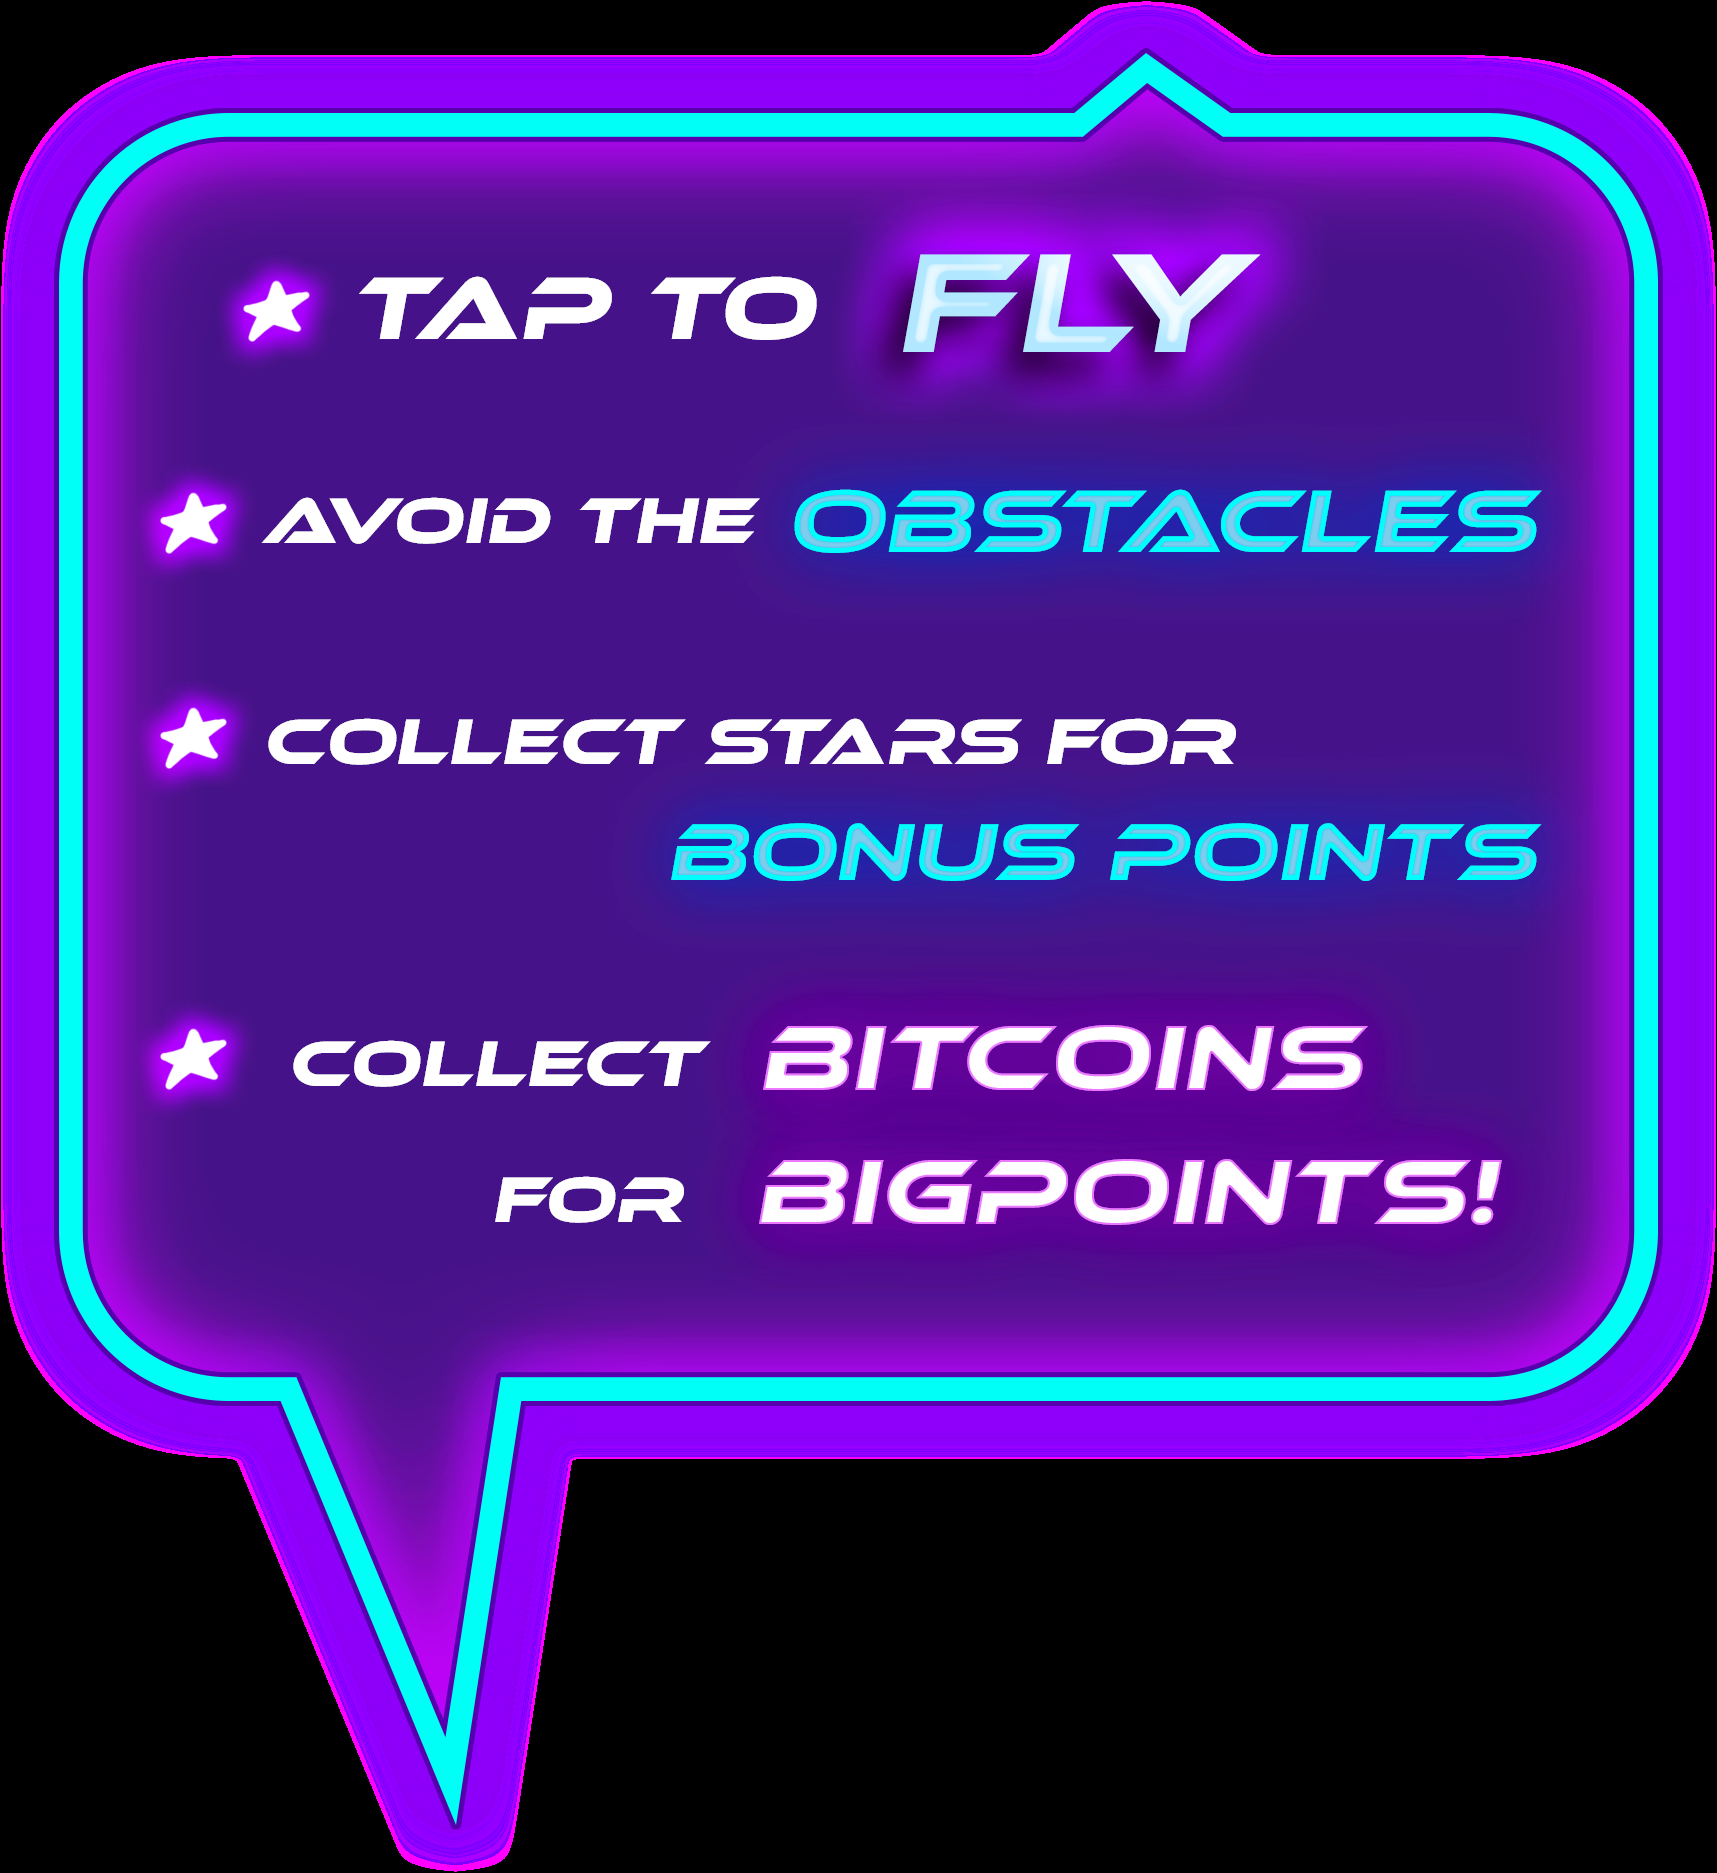 TAP TO FLY
AVOID THE OBSTACLES
COLLECT STARS FOR
BONUS POINTS
COLLECT BITCOINS
FOR BIGPOINTS!